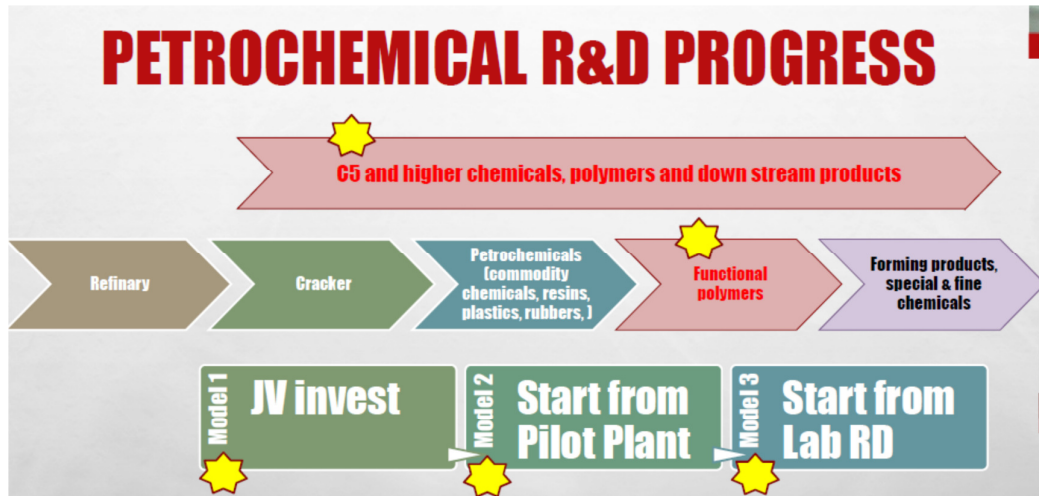 PETROCHEMICAL R&D PROGRESS
C5 and higher chemicals, polymers and down stream products
Refinary
Cracker
Petrochemicals
(commodity
chemicals, resins,
plastics, rubbers, )
Functional
polymers
Forming products,
special & fine
chemicals
Model 1
JV invest
Model 2
Start from
Pilot Plant
Model 3
Start from
Lab RD